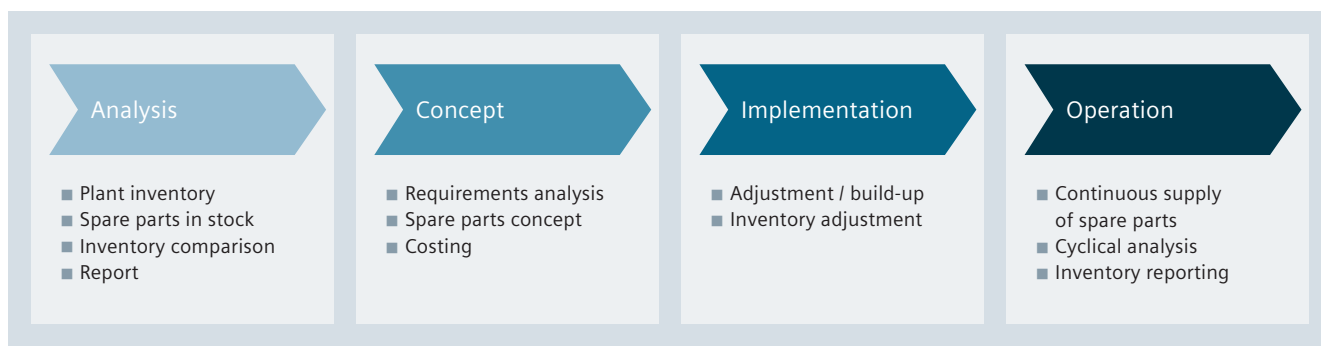 Analysis
■ Plant inventory
■ Spare parts in stock
■ Inventory comparison
■ Report
Concept
■ Requirements analysis
■ Spare parts concept
■ Costing
Implementation
■ Adjustment / build-up
■ Inventory adjustment
Operation
■ Continuous supply
of spare parts
■ Cyclical analysis
■ Inventory reporting